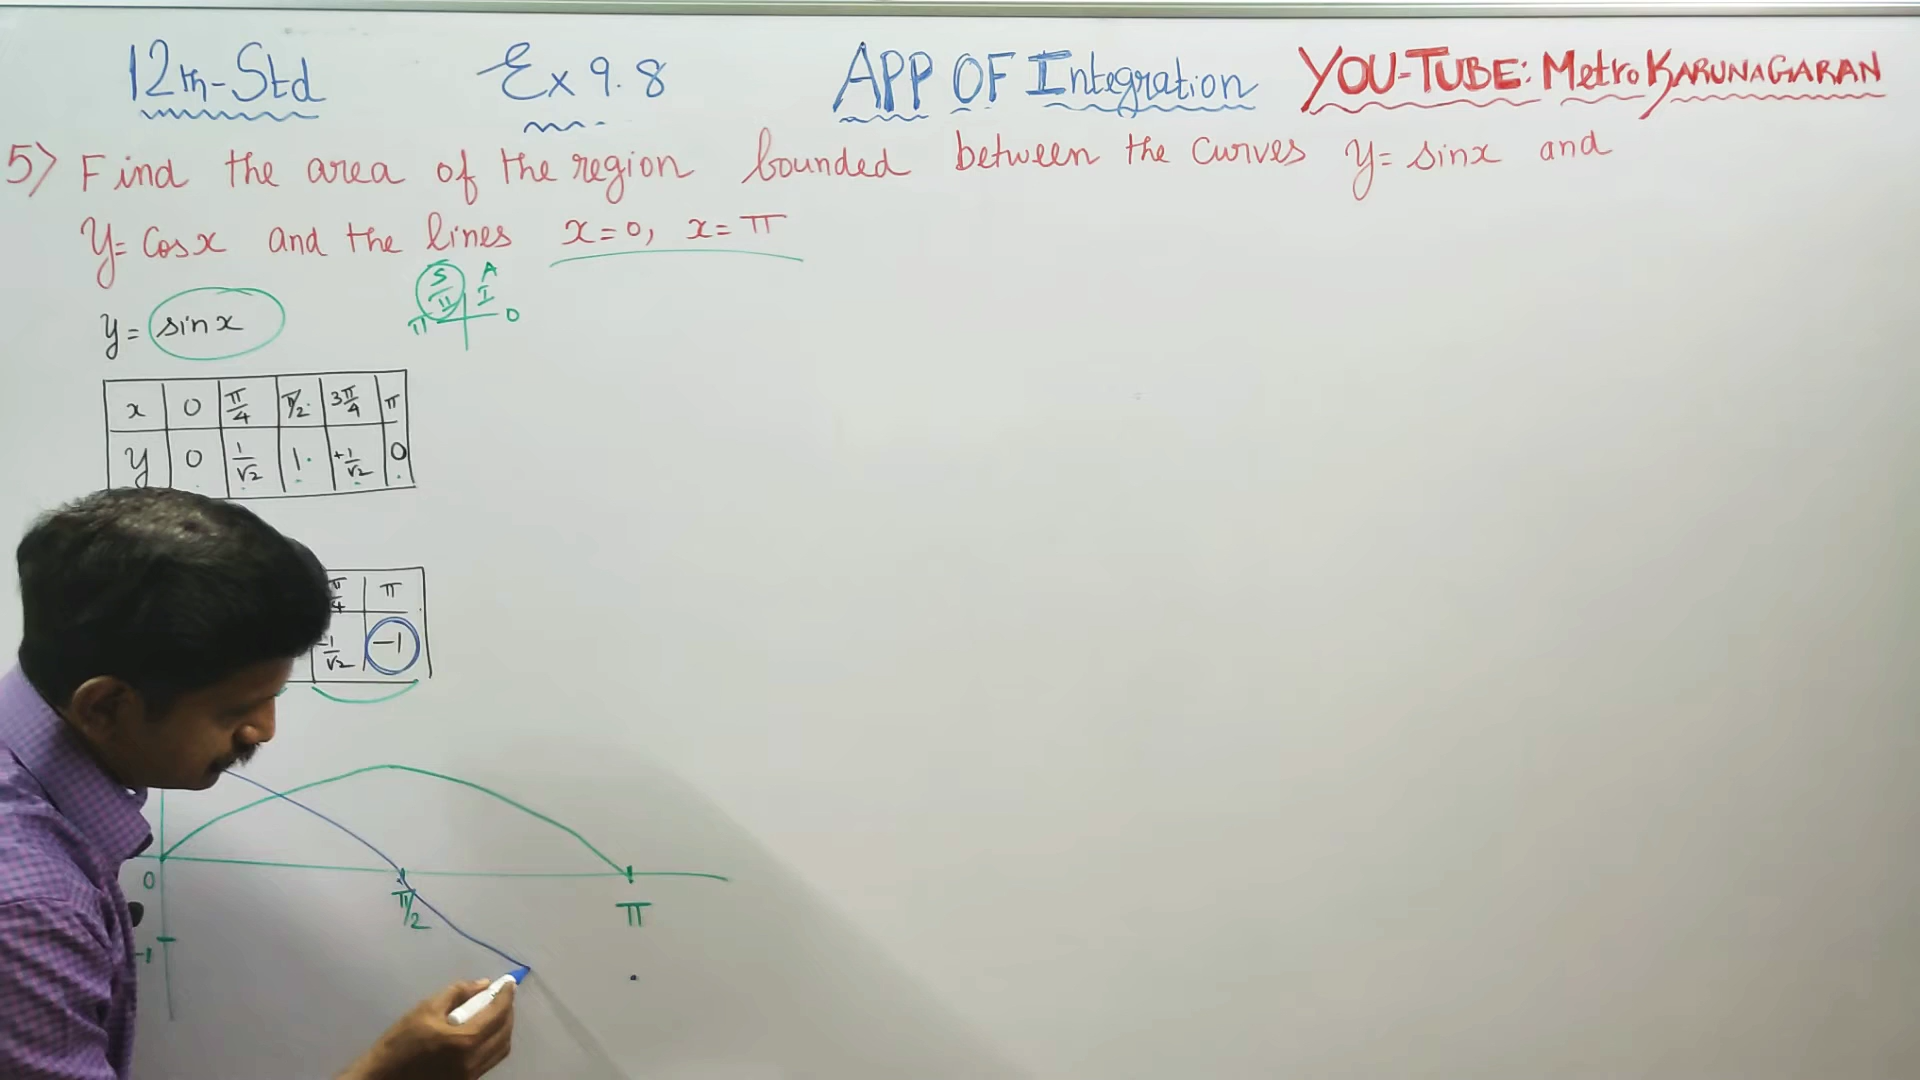 12th-Std Ex 9.8 APP OF Integration YOU-TUBE: Metro KARUNAGARAN
5) Find the area of the region bounded between the curves y = sinx and
y = Cosx and the lines x=0, x=π
S A
II I
π 0
y = sinx
x 0 π/4 π/2 3π/4 π
y 0 1/√2 1 +1/√2 0
π
-1/√2 -1
0
π/2 π
-1